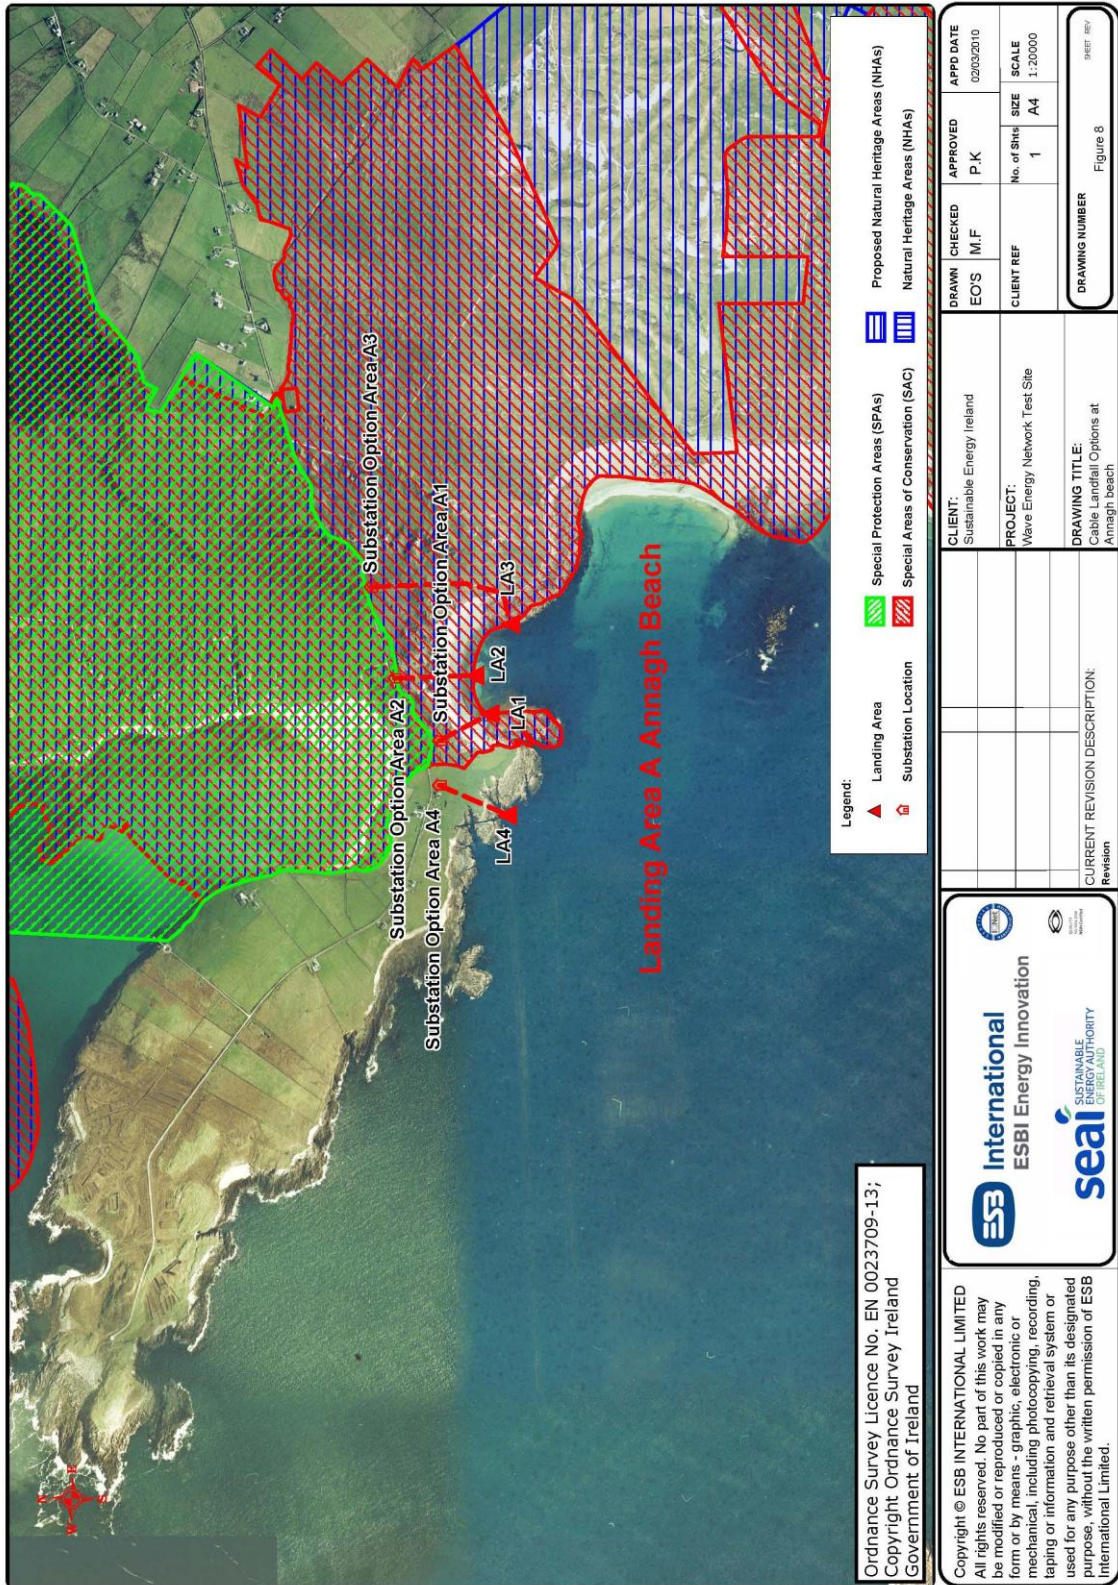 N
W
E
S
Substation Option Area A3
Substation Option Area A1
Substation Option Area A2
Substation Option Area A4
LA3
LA2
LA1
LA4
Landing Area A Annagh Beach
Ordnance Survey Licence No. EN 0023709-13;
Copyright Ordnance Survey Ireland
Government of Ireland
Legend:
Landing Area
Substation Location
Special Protection Areas (SPAs)
Special Areas of Conservation (SAC)
Proposed Natural Heritage Areas (NHAs)
Natural Heritage Areas (NHAs)
Copyright © ESB INTERNATIONAL LIMITED
All rights reserved. No part of this work may
be modified or reproduced or copied in any
form or by means - graphic, electronic or
mechanical, including photocopying, recording,
taping or information and retrieval system or
used for any purpose other than its designated
purpose, without the written permission of ESB
International Limited.
ESB International
ESBI Energy Innovation
seai SUSTAINABLE
ENERGY AUTHORITY
OF IRELAND
CURRENT REVISION DESCRIPTION:
Revision
CLIENT:
Sustainable Energy Ireland
PROJECT:
Wave Energy Network Test Site
DRAWING TITLE:
Cable Landfall Options at
Annagh beach
DRAWN
EO'S
CHECKED
M.F
APPROVED
P.K
APPD DATE
02/03/2010
CLIENT REF
No. of Shts
1
SIZE
A4
SCALE
1:20000
DRAWING NUMBER
Figure 8
SHEET REV